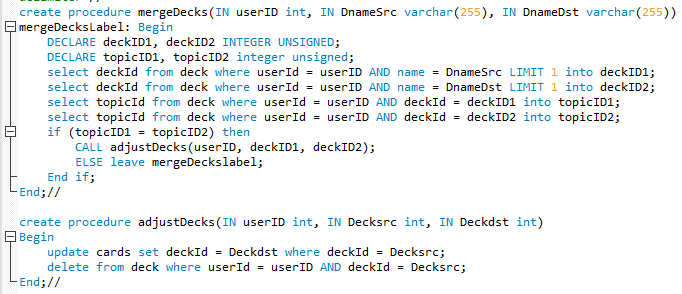 create procedure mergeDecks(IN userID int, IN DnameSrc varchar(255), IN DnameDst varchar(255))
mergeDecksLabel: Begin
DECLARE deckID1, deckID2 INTEGER UNSIGNED;
DECLARE topicID1, topicID2 integer unsigned;
select deckId from deck where userId = userID AND name = DnameSrc LIMIT 1 into deckID1;
select deckId from deck where userId = userID AND name = DnameDst LIMIT 1 into deckID2;
select topicId from deck where userId = userID AND deckId = deckID1 into topicID1;
select topicId from deck where userId = userID AND deckId = deckID2 into topicID2;
if (topicID1 = topicID2) then
CALL adjustDecks(userID, deckID1, deckID2);
ELSE leave mergeDeckslabel;
End if;
End;//
create procedure adjustDecks(IN userID int, IN Decksrc int, IN Deckdst int)
Begin
update cards set deckId = Deckdst where deckId = Decksrc;
delete from deck where userId = userID AND deckId = Decksrc;
End;//